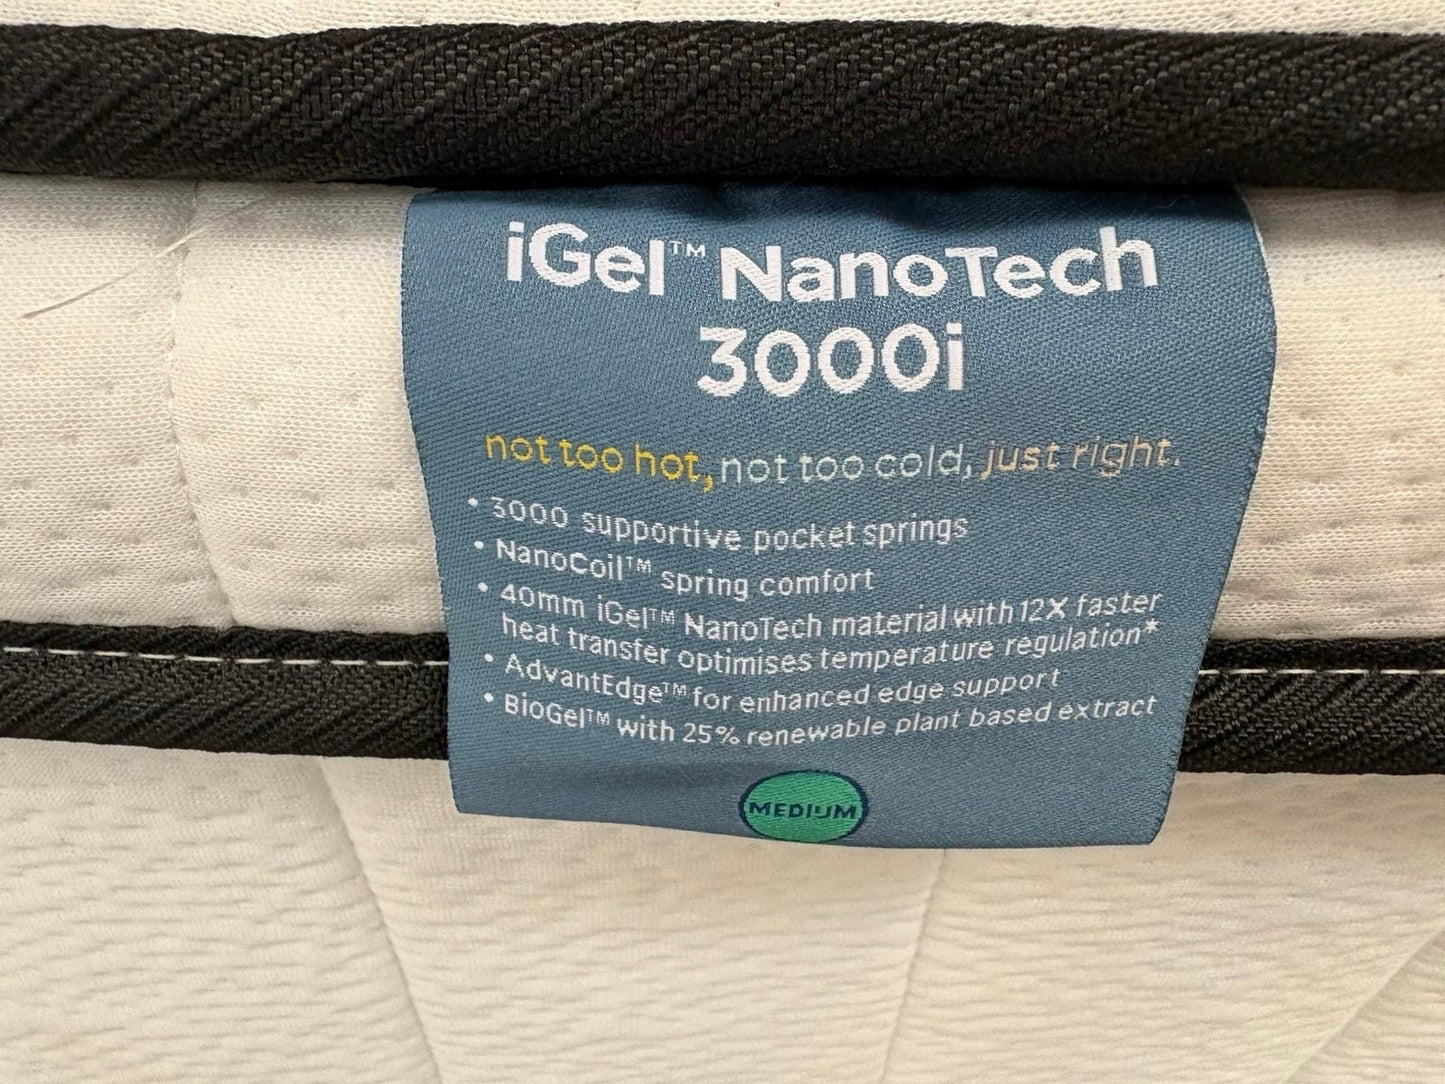 iGel™ NanoTech
3000i
not too hot, not too cold, just right.
• 3000 supportive pocket springs
• NanoCoil™ spring comfort
• 40mm iGel™ NanoTech material with 12X faster
heat transfer optimises temperature regulation*
• AdvantEdge™ for enhanced edge support
• BioGel™ with 25% renewable plant based extract
MEDIUM